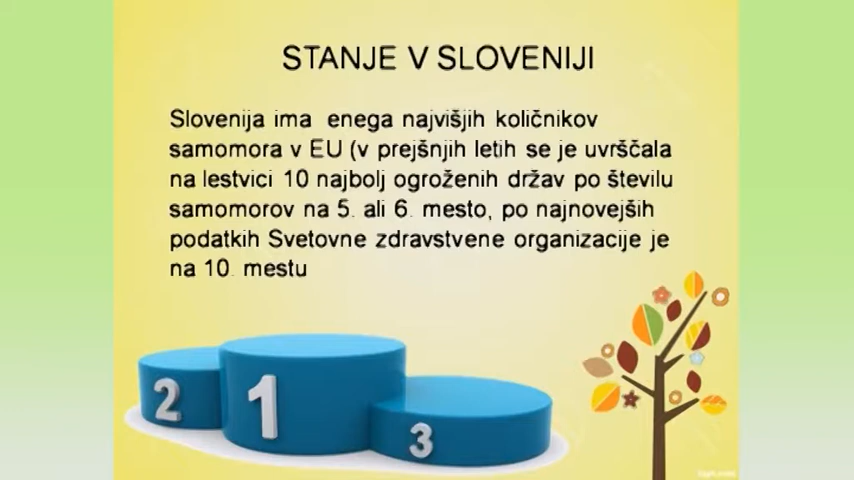 STANJE V SLOVENIJI
Slovenija ima enega najvišjih količnikov
samomora v EU (v prejšnjih letih se je uvrščala
na lestvici 10 najbolj ogroženih držav po številu
samomorov na 5. ali 6. mesto, po najnovejših
podatkih Svetovne zdravstvene organizacije je
na 10. mestu
2 1 3